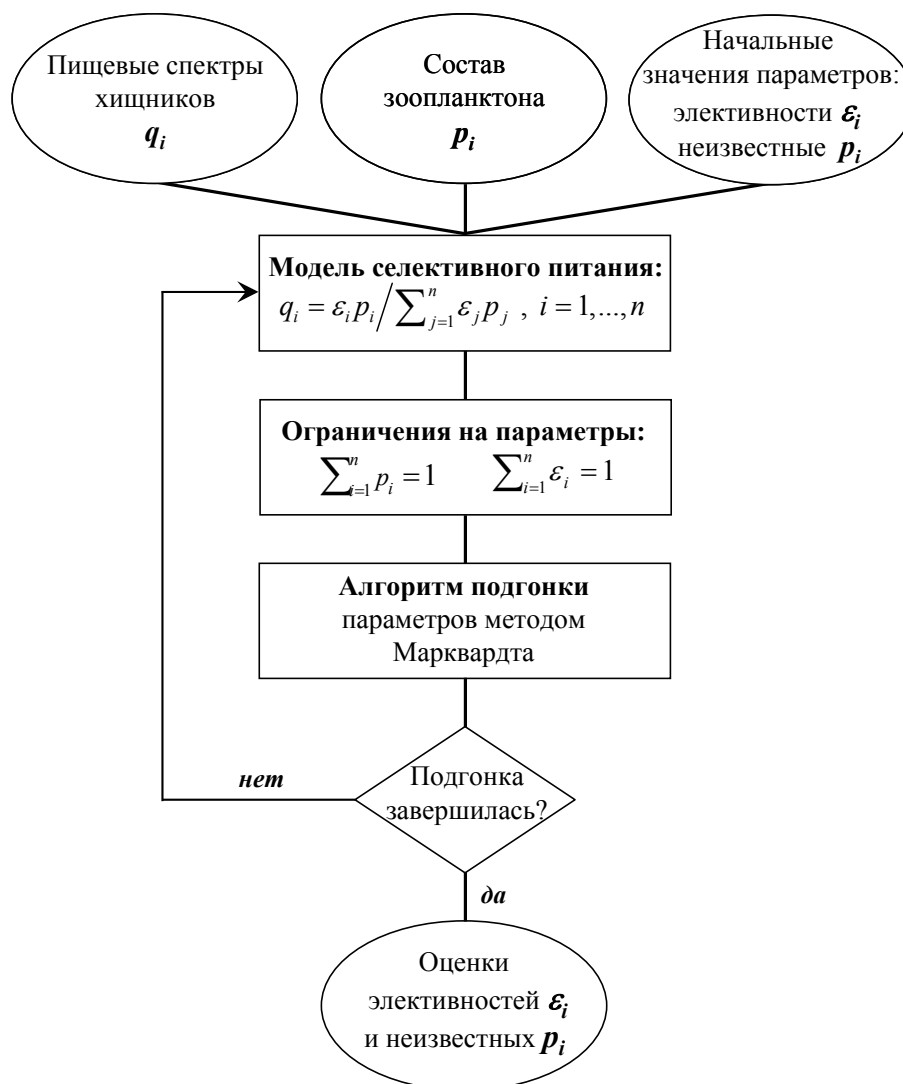 Пищевые спектры
хищников
q_i
Состав
зоопланктона
p_i
Начальные
значения параметров:
элективности ε_i
неизвестные p_i
Модель селективного питания:
q_i = ε_i p_i / ∑_{j=1}^{n} ε_j p_j , i = 1,...,n
Ограничения на параметры:
∑_{i=1}^{n} p_i = 1 ∑_{i=1}^{n} ε_i = 1
Алгоритм подгонки
параметров методом
Марквардта
нет
Подгонка
завершилась?
да
Оценки
элективностей ε_i
и неизвестных p_i